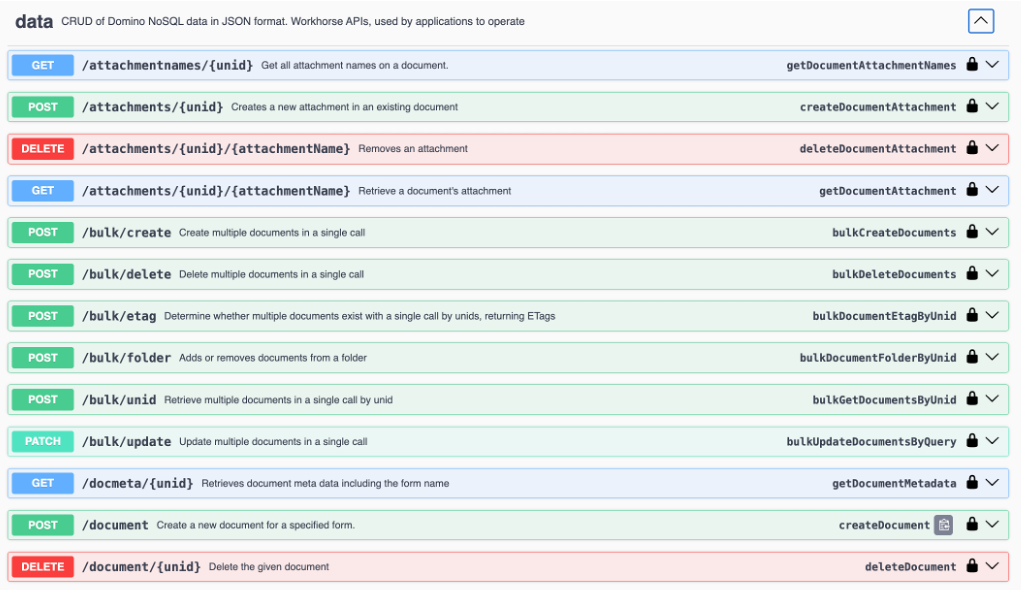 data CRUD of Domino NoSQL data in JSON format. Workhorse APIs, used by applications to operate
GET /attachmentnames/{unid} Get all attachment names on a document. getDocumentAttachmentNames
POST /attachments/{unid} Creates a new attachment in an existing document createDocumentAttachment
DELETE /attachments/{unid}/{attachmentName} Removes an attachment deleteDocumentAttachment
GET /attachments/{unid}/{attachmentName} Retrieve a document's attachment getDocumentAttachment
POST /bulk/create Create multiple documents in a single call bulkCreateDocuments
POST /bulk/delete Delete multiple documents in a single call bulkDeleteDocuments
POST /bulk/etag Determine whether multiple documents exist with a single call by unids, returning ETags bulkDocumentEtagByUnid
POST /bulk/folder Adds or removes documents from a folder bulkDocumentFolderByUnid
POST /bulk/unid Retrieve multiple documents in a single call by unid bulkGetDocumentsByUnid
PATCH /bulk/update Update multiple documents in a single call bulkUpdateDocumentsByQuery
GET /docmeta/{unid} Retrieves document meta data including the form name getDocumentMetadata
POST /document Create a new document for a specified form. createDocument
DELETE /document/{unid} Delete the given document deleteDocument